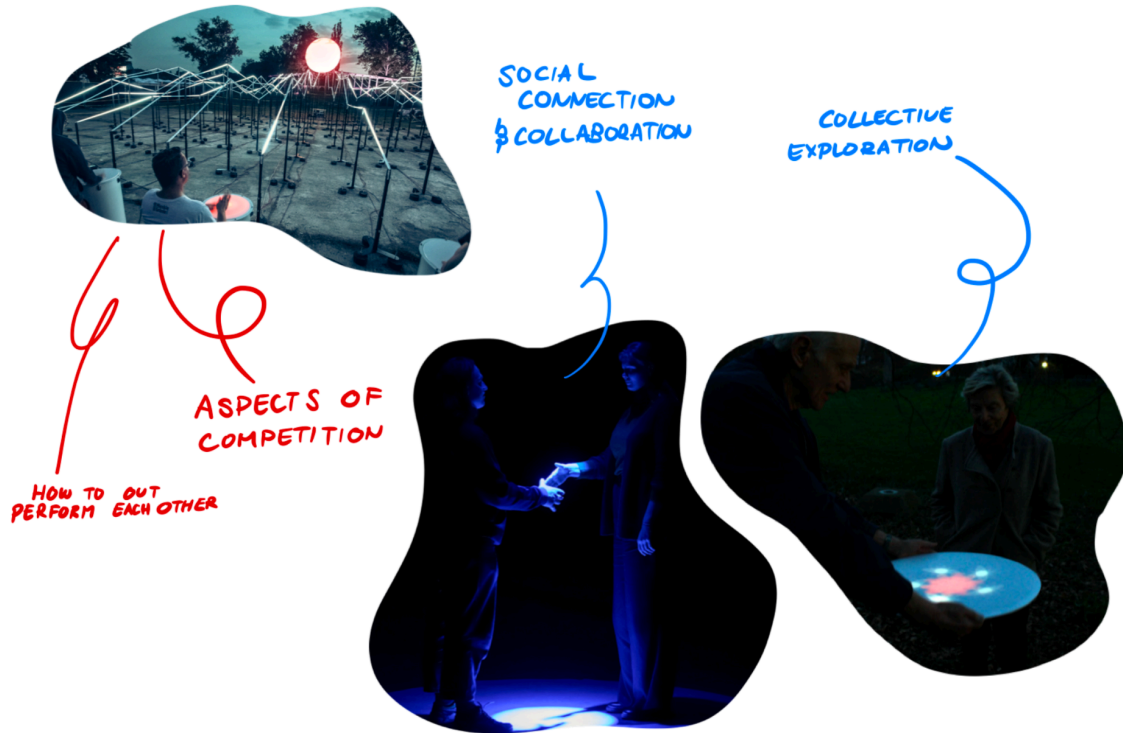 SOCIAL
CONNECTION
& COLLABORATION
COLLECTIVE
EXPLORATION
ASPECTS OF
COMPETITION
HOW TO OUT
PERFORM EACH OTHER